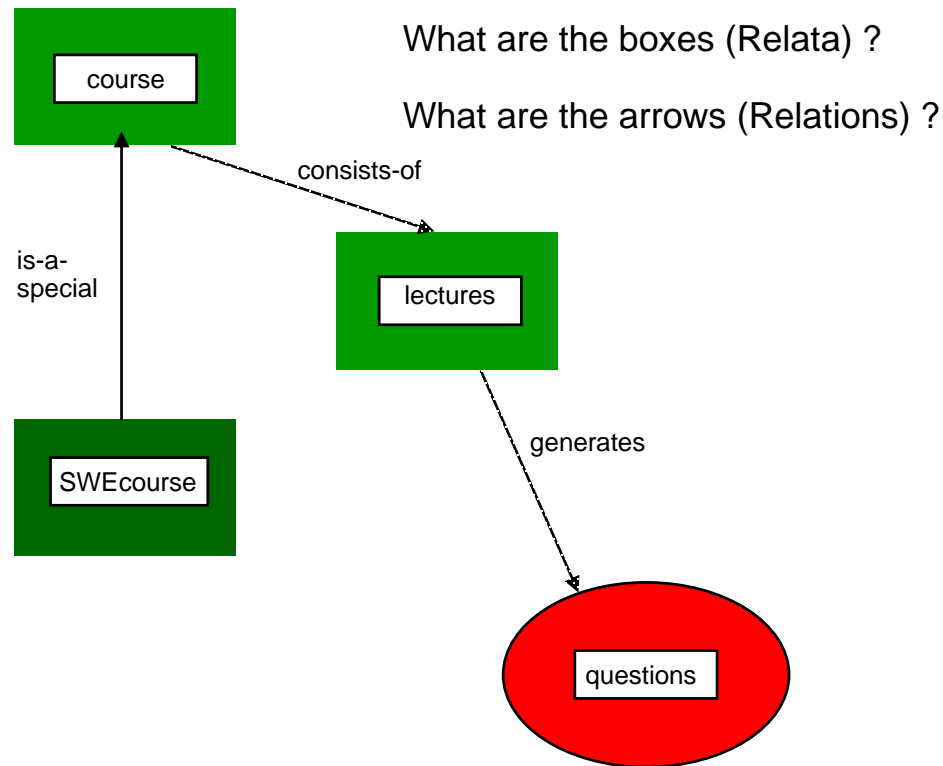 What are the boxes (Relata) ?
course
What are the arrows (Relations) ?
consists-of
is-a-
special
lectures
generates
SWEcourse
questions